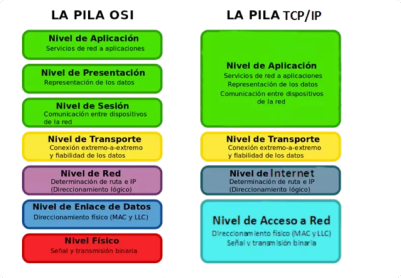 LA PILA OSI
Nivel de Aplicación
Servicios de red a aplicaciones
Nivel de Presentación
Representación de los datos
Nivel de Sesión
Comunicación entre dispositivos
de la red
Nivel de Transporte
Conexión extremo-a-extremo
y fiabilidad de los datos
Nivel de Red
Determinación de ruta e IP
(Direccionamiento lógico)
Nivel de Enlace de Datos
Direccionamiento físico (MAC y LLC)
Nivel Físico
Señal y transmisión binaria
LA PILA TCP/IP
Nivel de Aplicación
Servicios de red a aplicaciones
Representación de los datos
Comunicación entre dispositivos
de la red
Nivel de Transporte
Conexión extremo-a-extremo
y fiabilidad de los datos
Nivel de Internet
Determinación de ruta e IP
(Direccionamiento lógico)
Nivel de Acceso a Red
Direccionamiento físico (MAC y LLC)
Señal y transmisión binaria